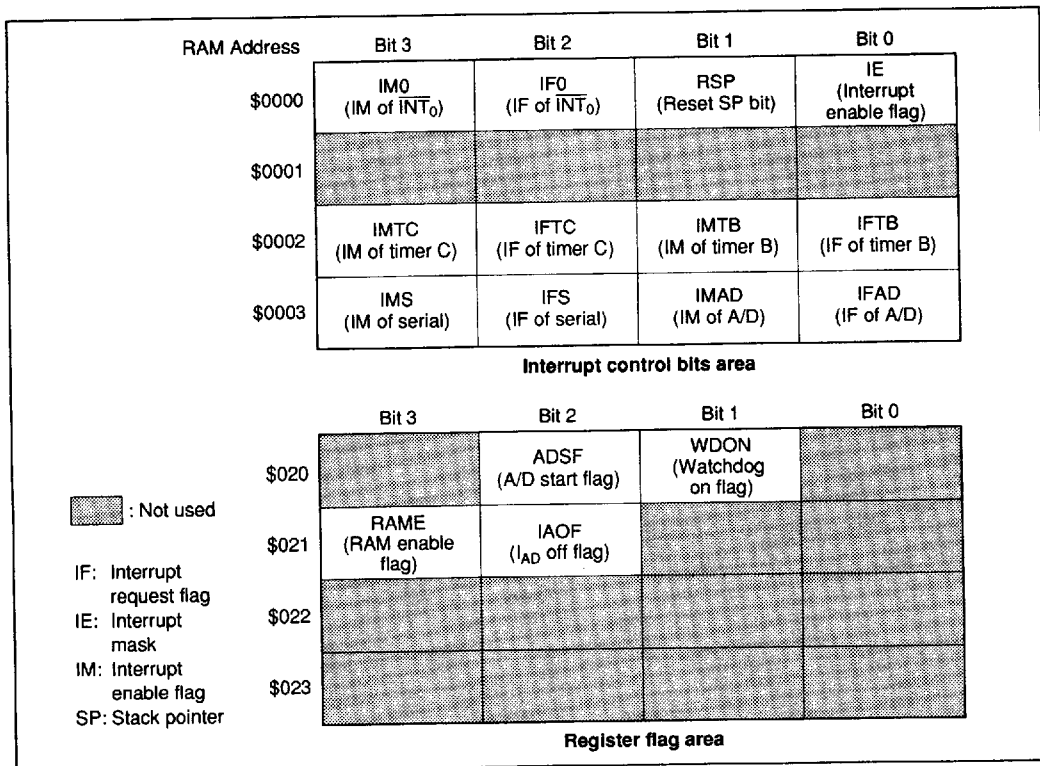 RAM Address Bit 3 Bit 2 Bit 1 Bit 0
$0000
IM0
(IM of INT0)
IF0
(IF of INT0)
RSP
(Reset SP bit)
IE
(Interrupt
enable flag)
$0001
$0002
IMTC
(IM of timer C)
IFTC
(IF of timer C)
IMTB
(IM of timer B)
IFTB
(IF of timer B)
$0003
IMS
(IM of serial)
IFS
(IF of serial)
IMAD
(IM of A/D)
IFAD
(IF of A/D)
Interrupt control bits area
Bit 3 Bit 2 Bit 1 Bit 0
$020
ADSF
(A/D start flag)
WDON
(Watchdog
on flag)
$021
RAME
(RAM enable
flag)
IAOF
(IAD off flag)
$022
$023
Register flag area
: Not used
IF: Interrupt
request flag
IE: Interrupt
mask
IM: Interrupt
enable flag
SP: Stack pointer